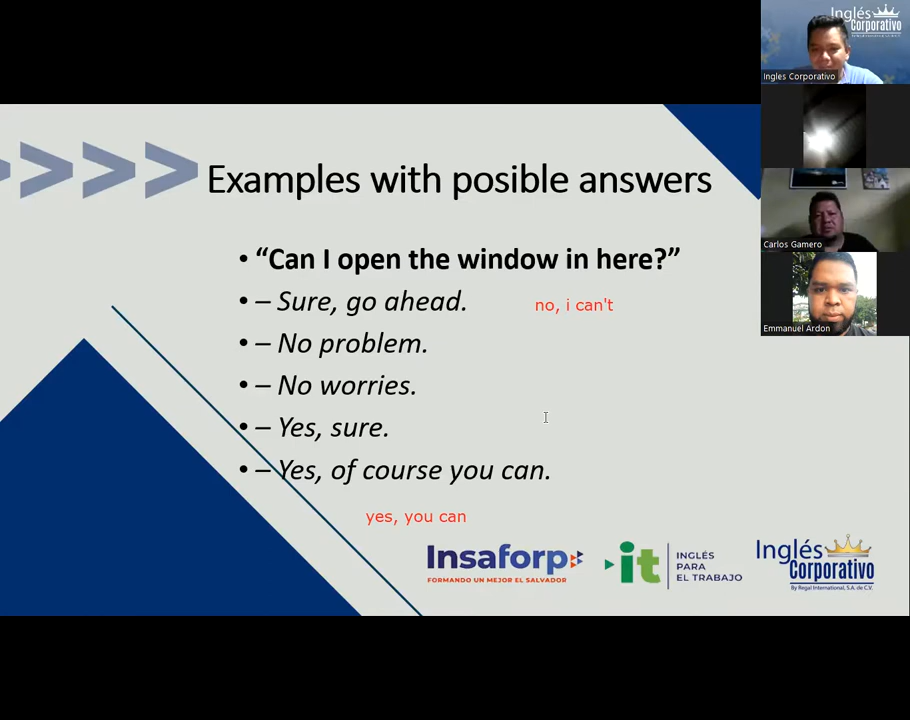 Inglés
Corporativo
Ingles Corporativo
Carlos Gamero
Emmanuel Ardon
>>>> Examples with posible answers
• “Can I open the window in here?”
• – Sure, go ahead.
no, i can't
• – No problem.
• – No worries.
• – Yes, sure.
• – Yes, of course you can.
yes, you can
Insaforp
FORMANDO UN MEJOR EL SALVADOR
it
INGLÉS
PARA
EL TRABAJO
Inglés
Corporativo
By Regal International, S.A. de C.V.